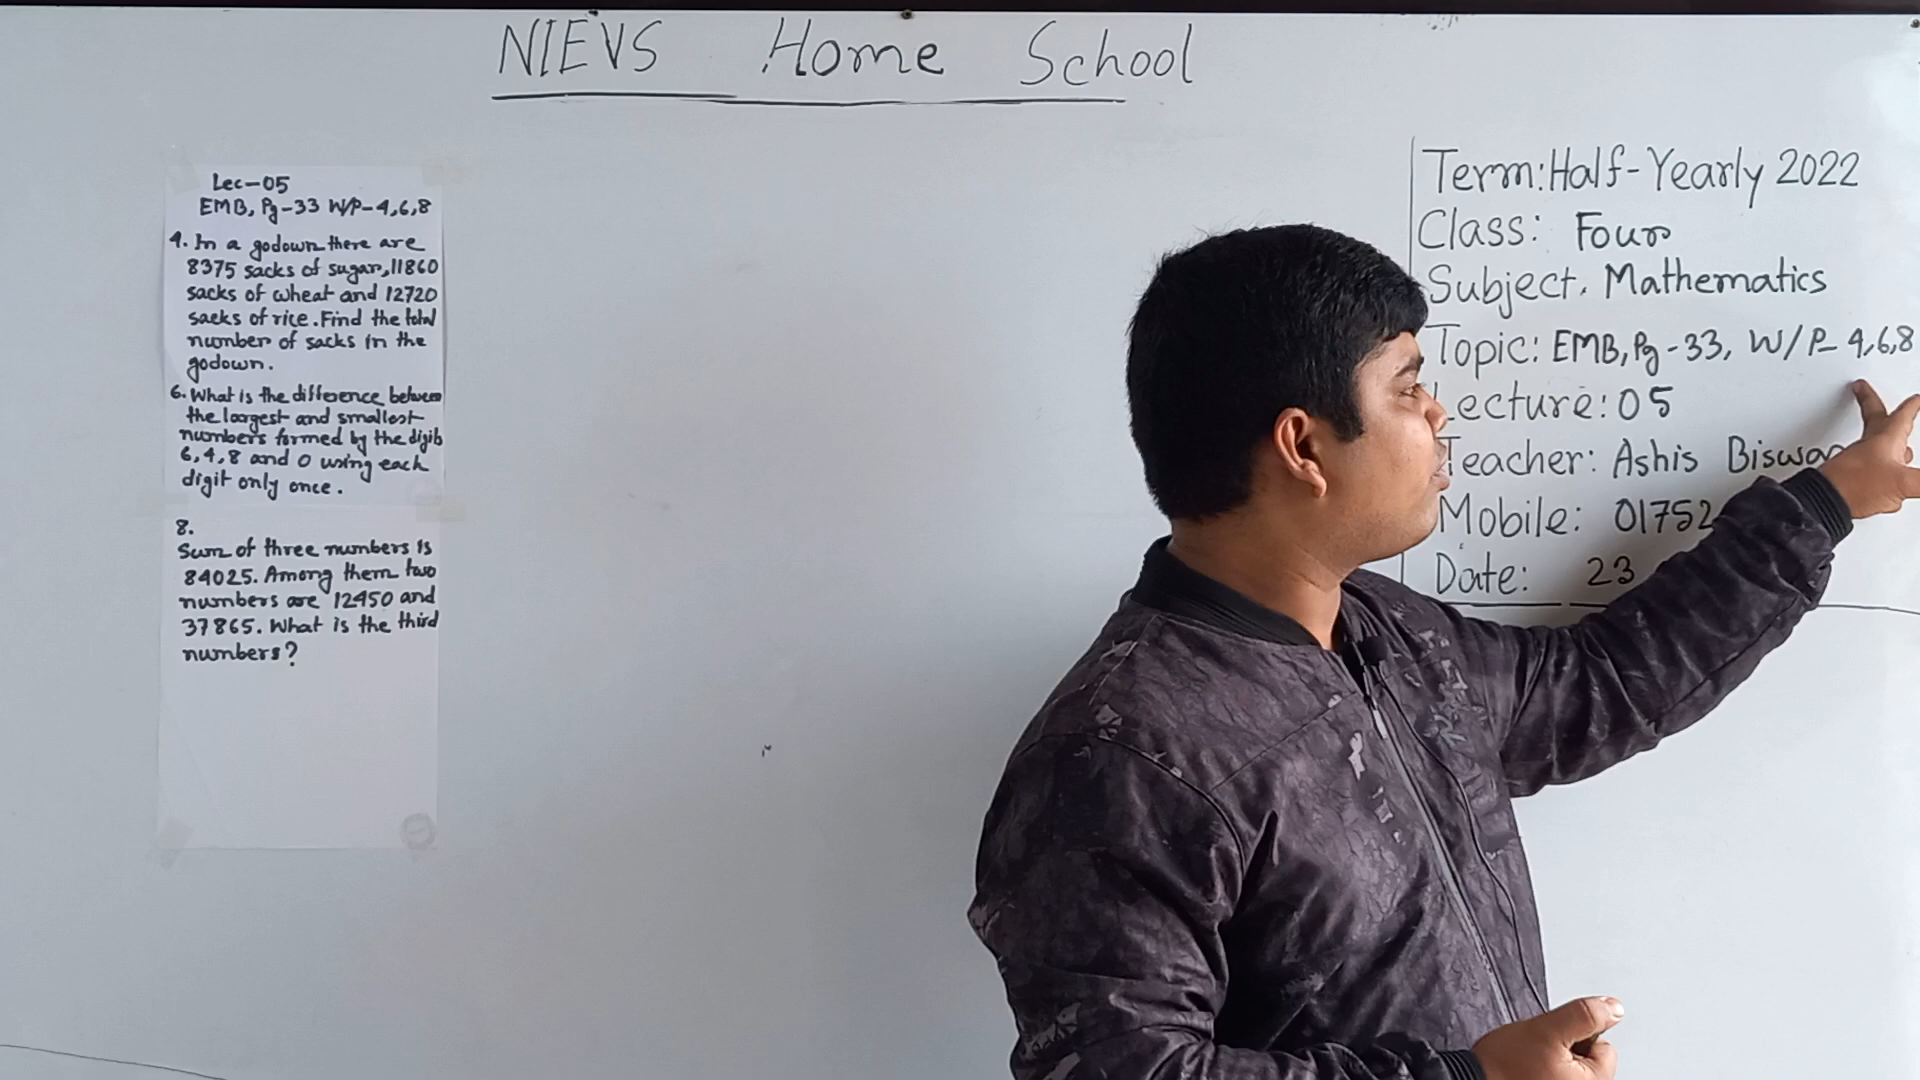 NIEVS Home School
Lec-05
EMB, Pg-33 W/P-4,6,8
4. In a godown there are
8375 sacks of sugar, 11860
sacks of wheat and 12720
sacks of rice. Find the total
number of sacks in the
godown.
6. What is the difference between
the largest and smallest
numbers formed by the digits
6,4,8 and 0 using each
digit only once.
8.
Sum of three numbers is
84025. Among them two
numbers are 12450 and
37865. What is the third
numbers?
Term: Half-Yearly 2022
Class: Four
Subject. Mathematics
Topic: EMB, Pg-33, W/P-4,6,8
Lecture: 05
Teacher: Ashis Biswa
Mobile: 01752
Date: 23